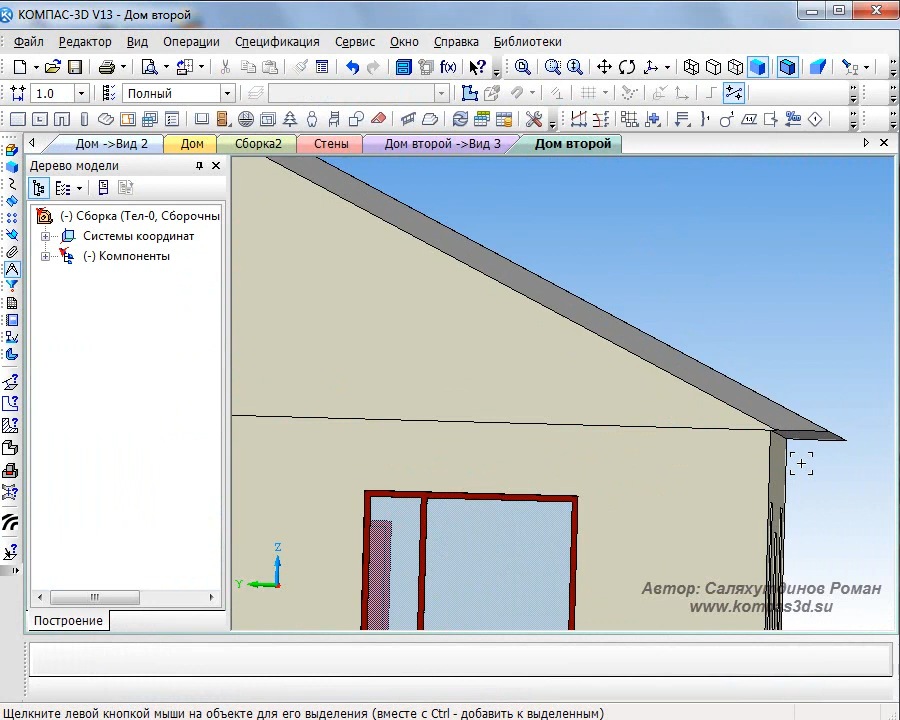 КОМПАС-3D V13 - Дом второй
Файл Редактор Вид Операции Спецификация Сервис Окно Справка Библиотеки
f(x)
1.0 Полный
Дом ->Вид 2 Дом Сборка2 Стены Дом второй ->Вид 3 Дом второй
Дерево модели
(-) Сборка (Тел-0, Сборочны
Системы координат
(-) Компоненты
Построение
Z
Y
Автор: Саляхутдинов Роман
www.kompas3d.su
Щелкните левой кнопкой мыши на объекте для его выделения (вместе с Ctrl - добавить к выделенным)